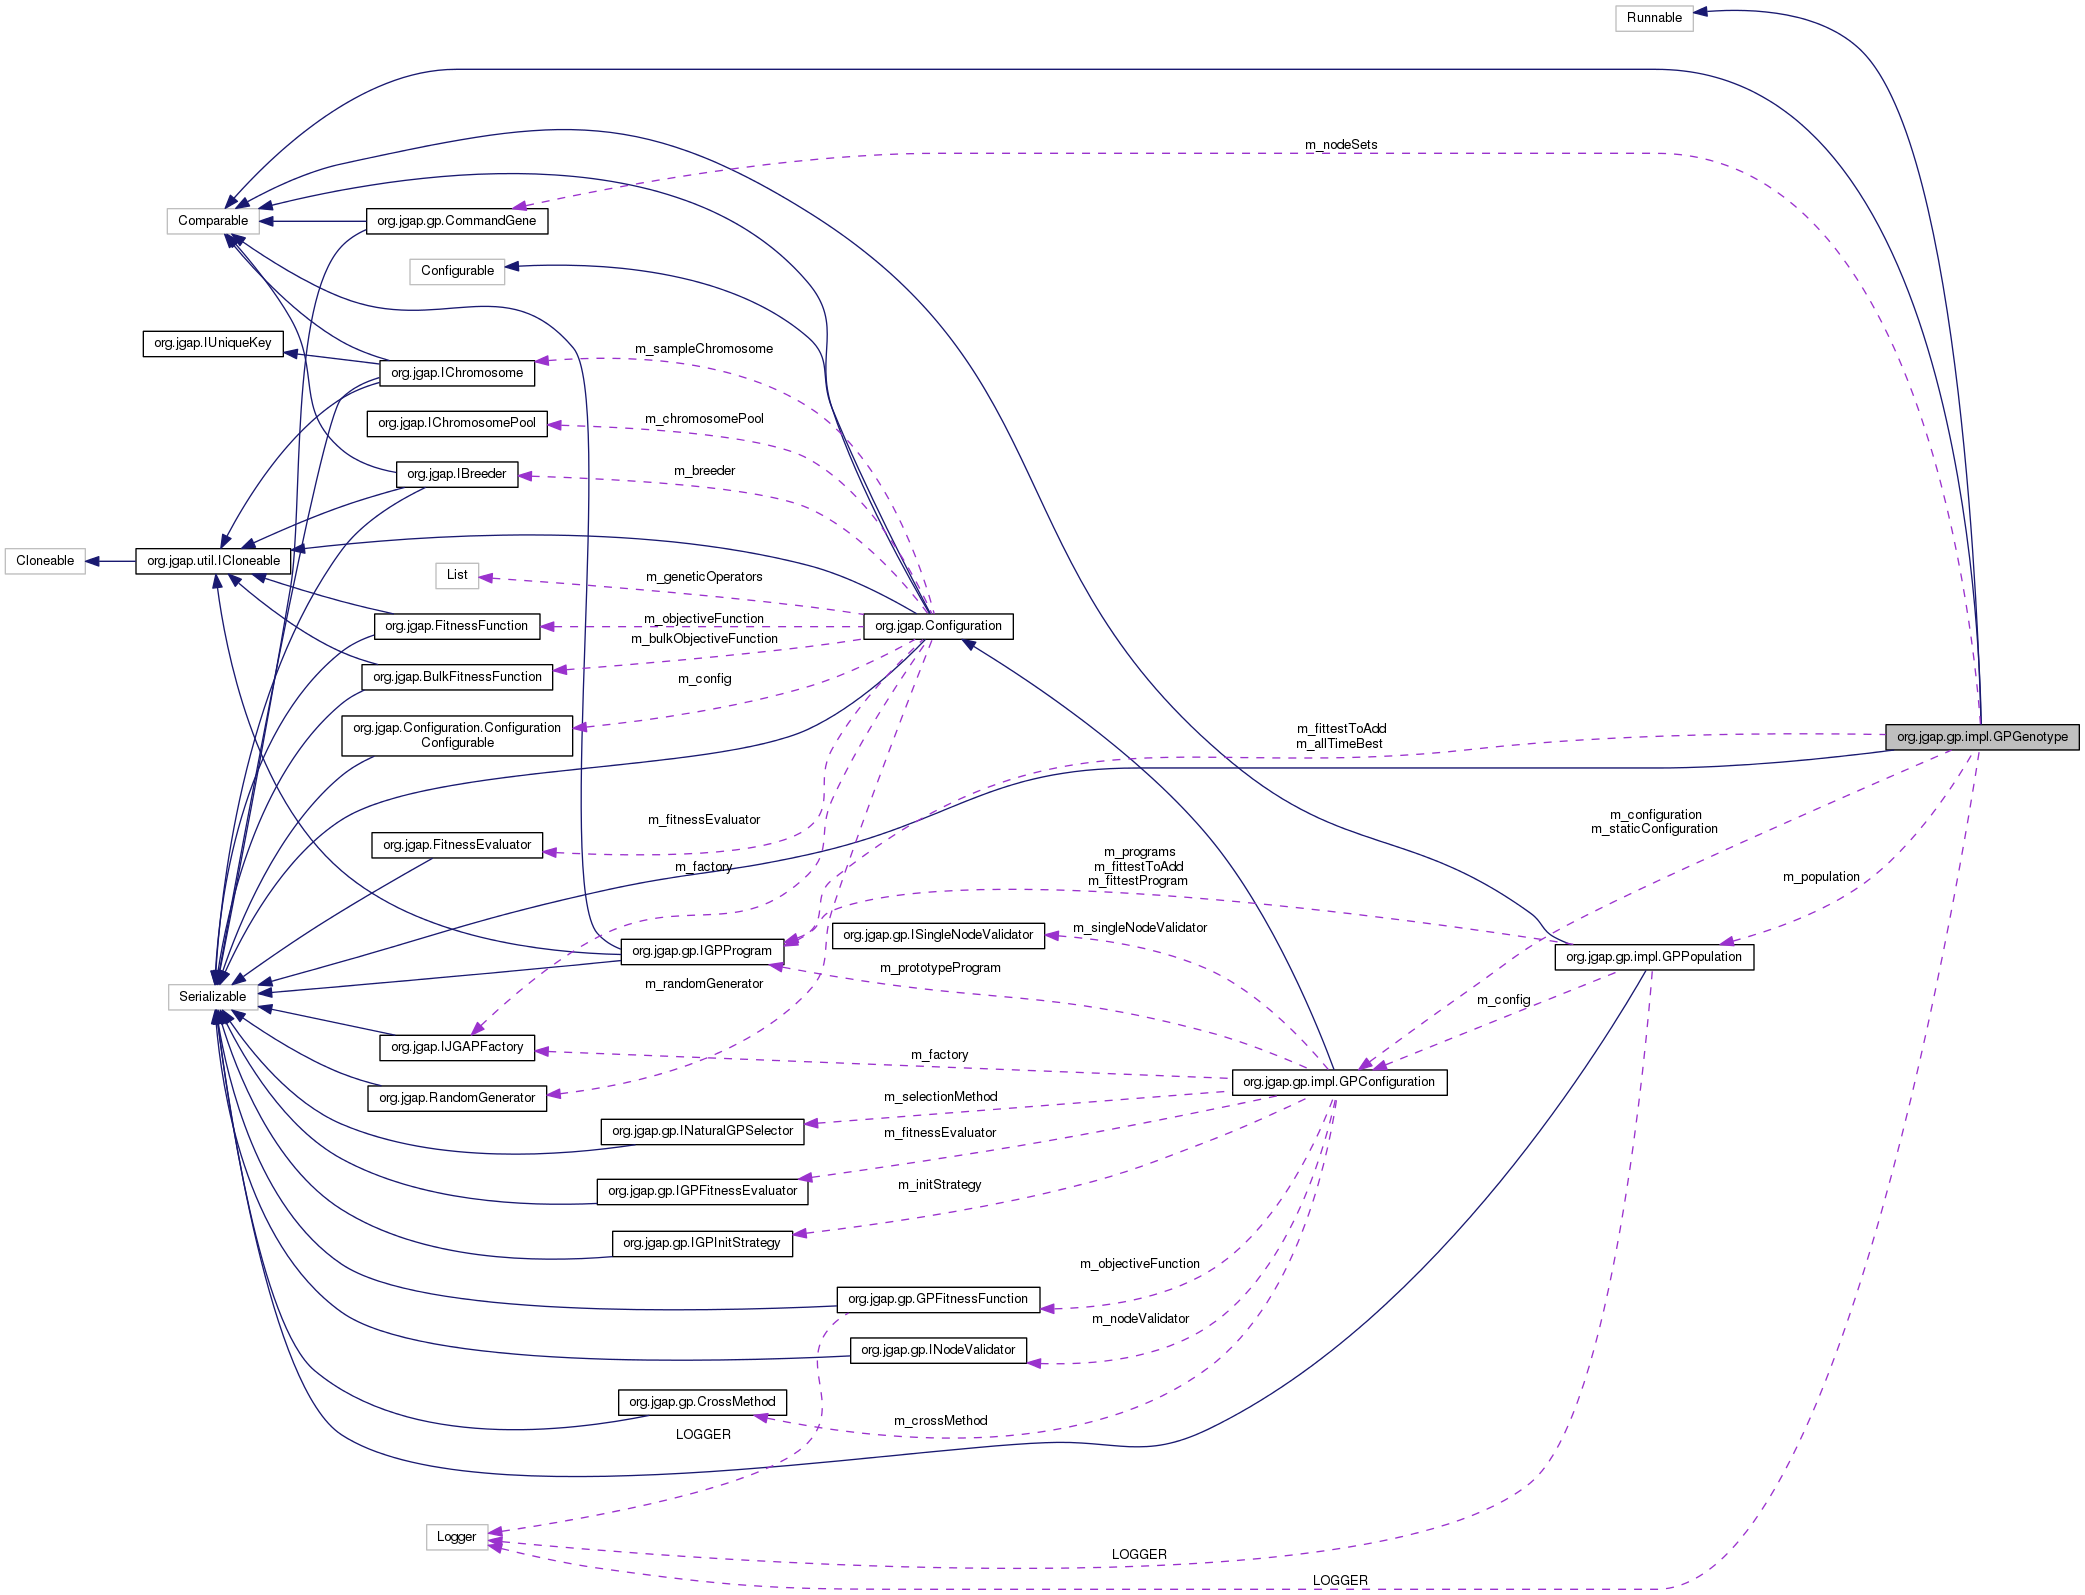 Runnable
m_nodeSets
Comparable
org.jgap.gp.CommandGene
Configurable
org.jgap.IUniqueKey
m_sampleChromosome
org.jgap.IChromosome
m_chromosomePool
org.jgap.IChromosomePool
m_breeder
org.jgap.IBreeder
Cloneable
org.jgap.util.ICloneable
List
m_geneticOperators
org.jgap.FitnessFunction
m_objectiveFunction
org.jgap.Configuration
m_bulkObjectiveFunction
org.jgap.BulkFitnessFunction
m_config
org.jgap.Configuration.Configuration
Configurable
m_fittestToAdd
m_allTimeBest
org.jgap.gp.impl.GPGenotype
m_configuration
m_staticConfiguration
m_fitnessEvaluator
org.jgap.FitnessEvaluator
m_factory
m_programs
m_fittestToAdd
m_fittestProgram
m_population
org.jgap.gp.ISingleNodeValidator
m_singleNodeValidator
org.jgap.gp.IGPProgram
m_prototypeProgram
org.jgap.gp.impl.GPPopulation
m_randomGenerator
Serializable
m_config
org.jgap.IJGAPFactory
m_factory
org.jgap.gp.impl.GPConfiguration
org.jgap.RandomGenerator
m_selectionMethod
org.jgap.gp.INaturalGPSelector
m_fitnessEvaluator
org.jgap.gp.IGPFitnessEvaluator
m_initStrategy
org.jgap.gp.IGPInitStrategy
m_objectiveFunction
org.jgap.gp.GPFitnessFunction
m_nodeValidator
org.jgap.gp.INodeValidator
org.jgap.gp.CrossMethod
m_crossMethod
LOGGER
Logger
LOGGER
LOGGER